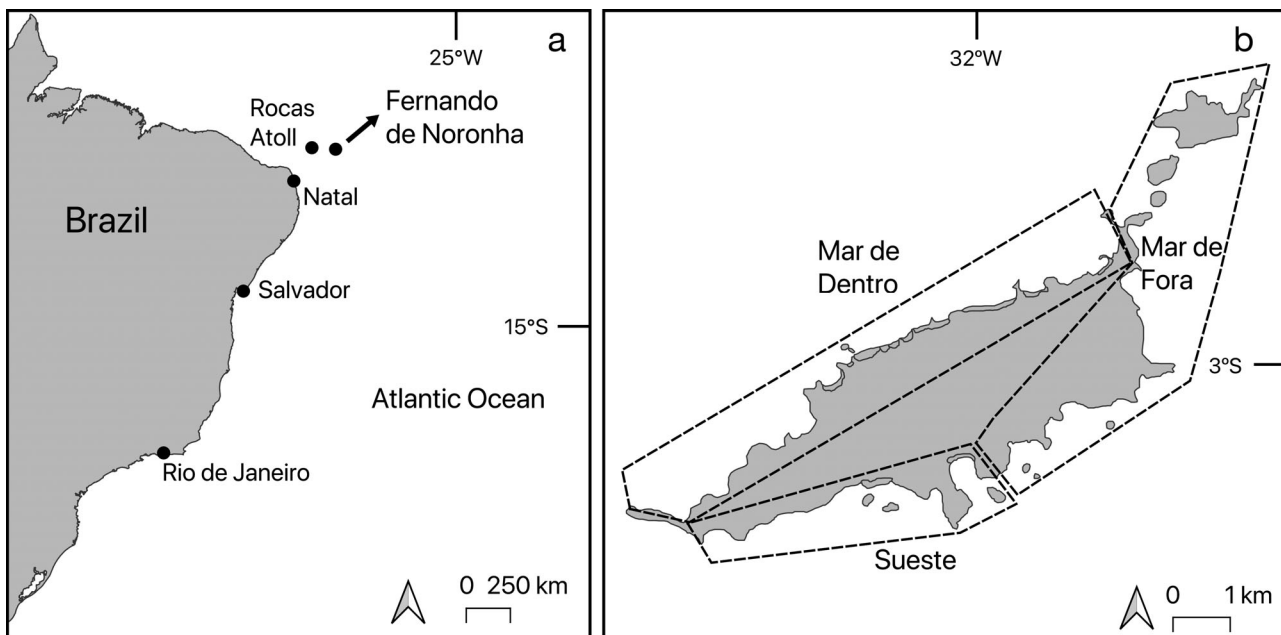 a
25°W
Rocas
Atoll
Fernando
de Noronha
Natal
Brazil
Salvador
15°S
Atlantic Ocean
Rio de Janeiro
0 250 km
b
32°W
Mar de
Dentro
Mar de
Fora
3°S
Sueste
0 1 km